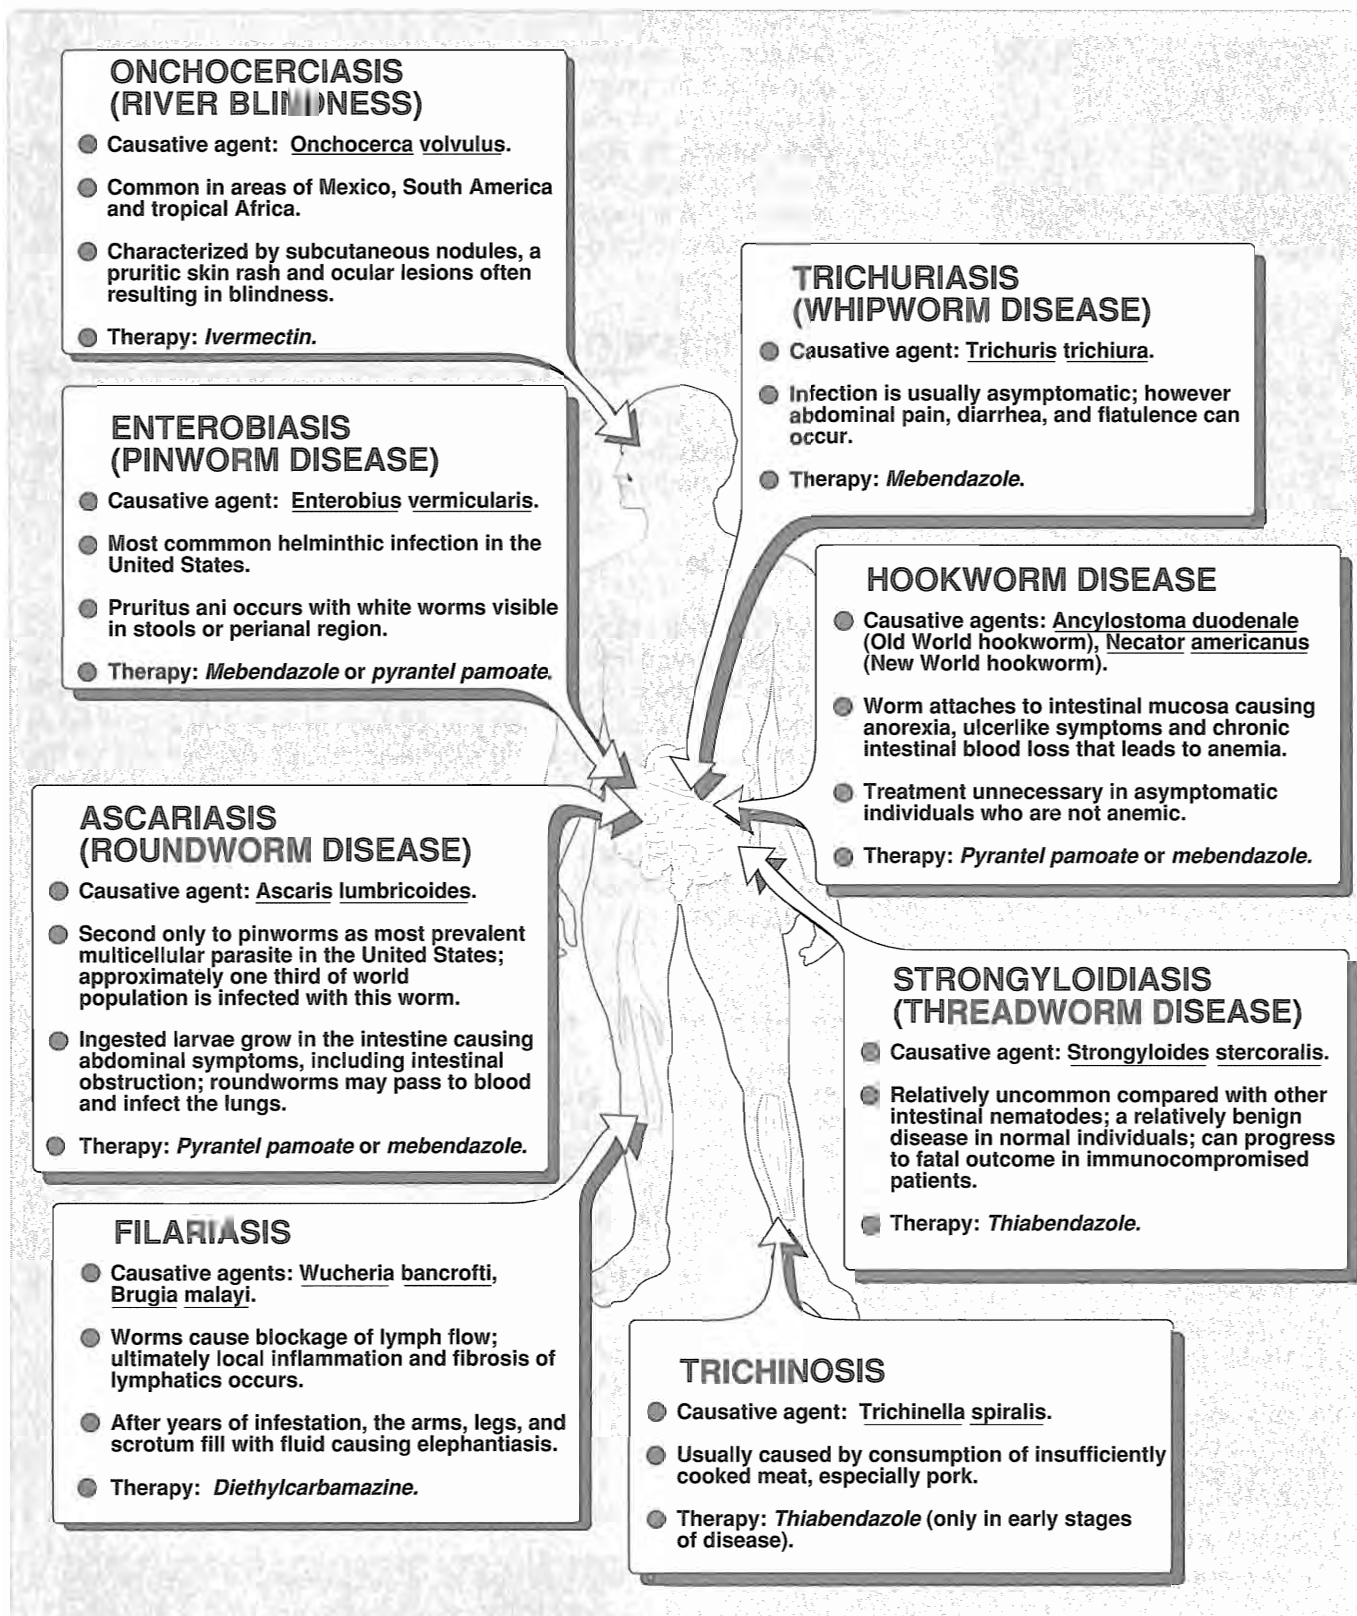 ONCHOCERCIASIS
(RIVER BLINDNESS)
Causative agent: Onchocerca volvulus.
Common in areas of Mexico, South America
and tropical Africa.
Characterized by subcutaneous nodules, a
pruritic skin rash and ocular lesions often
resulting in blindness.
Therapy: Ivermectin.
ENTEROBIASIS
(PINWORM DISEASE)
Causative agent: Enterobius vermicularis.
Most commmon helminthic infection in the
United States.
Pruritus ani occurs with white worms visible
in stools or perianal region.
Therapy: Mebendazole or pyrantel pamoate.
ASCARIASIS
(ROUNDWORM DISEASE)
Causative agent: Ascaris lumbricoides.
Second only to pinworms as most prevalent
multicellular parasite in the United States;
approximately one third of world
population is infected with this worm.
Ingested larvae grow in the intestine causing
abdominal symptoms, including intestinal
obstruction; roundworms may pass to blood
and infect the lungs.
Therapy: Pyrantel pamoate or mebendazole.
FILARIASIS
Causative agents: Wucheria bancrofti,
Brugia malayi.
Worms cause blockage of lymph flow;
ultimately local inflammation and fibrosis of
lymphatics occurs.
After years of infestation, the arms, legs, and
scrotum fill with fluid causing elephantiasis.
Therapy: Diethylcarbamazine.
TRICHURIASIS
(WHIPWORM DISEASE)
Causative agent: Trichuris trichiura.
Infection is usually asymptomatic; however
abdominal pain, diarrhea, and flatulence can
occur.
Therapy: Mebendazole.
HOOKWORM DISEASE
Causative agents: Ancylostoma duodenale
(Old World hookworm), Necator americanus
(New World hookworm).
Worm attaches to intestinal mucosa causing
anorexia, ulcerlike symptoms and chronic
intestinal blood loss that leads to anemia.
Treatment unnecessary in asymptomatic
individuals who are not anemic.
Therapy: Pyrantel pamoate or mebendazole.
STRONGYLOIDIASIS
(THREADWORM DISEASE)
Causative agent: Strongyloides stercoralis.
Relatively uncommon compared with other
intestinal nematodes; a relatively benign
disease in normal individuals; can progress
to fatal outcome in immunocompromised
patients.
Therapy: Thiabendazole.
TRICHINOSIS
Causative agent: Trichinella spiralis.
Usually caused by consumption of insufficiently
cooked meat, especially pork.
Therapy: Thiabendazole (only in early stages
of disease).